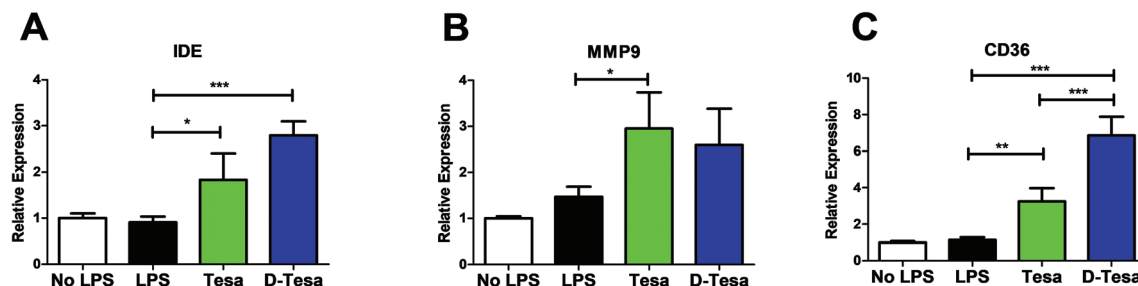 A
IDE
Relative Expression
4
3
2
1
0
***
*
No LPS LPS Tesa D-Tesa
B
MMP9
Relative Expression
4
3
2
1
0
*
No LPS LPS Tesa D-Tesa
C
CD36
Relative Expression
10
8
6
4
2
0
***
***
**
No LPS LPS Tesa D-Tesa